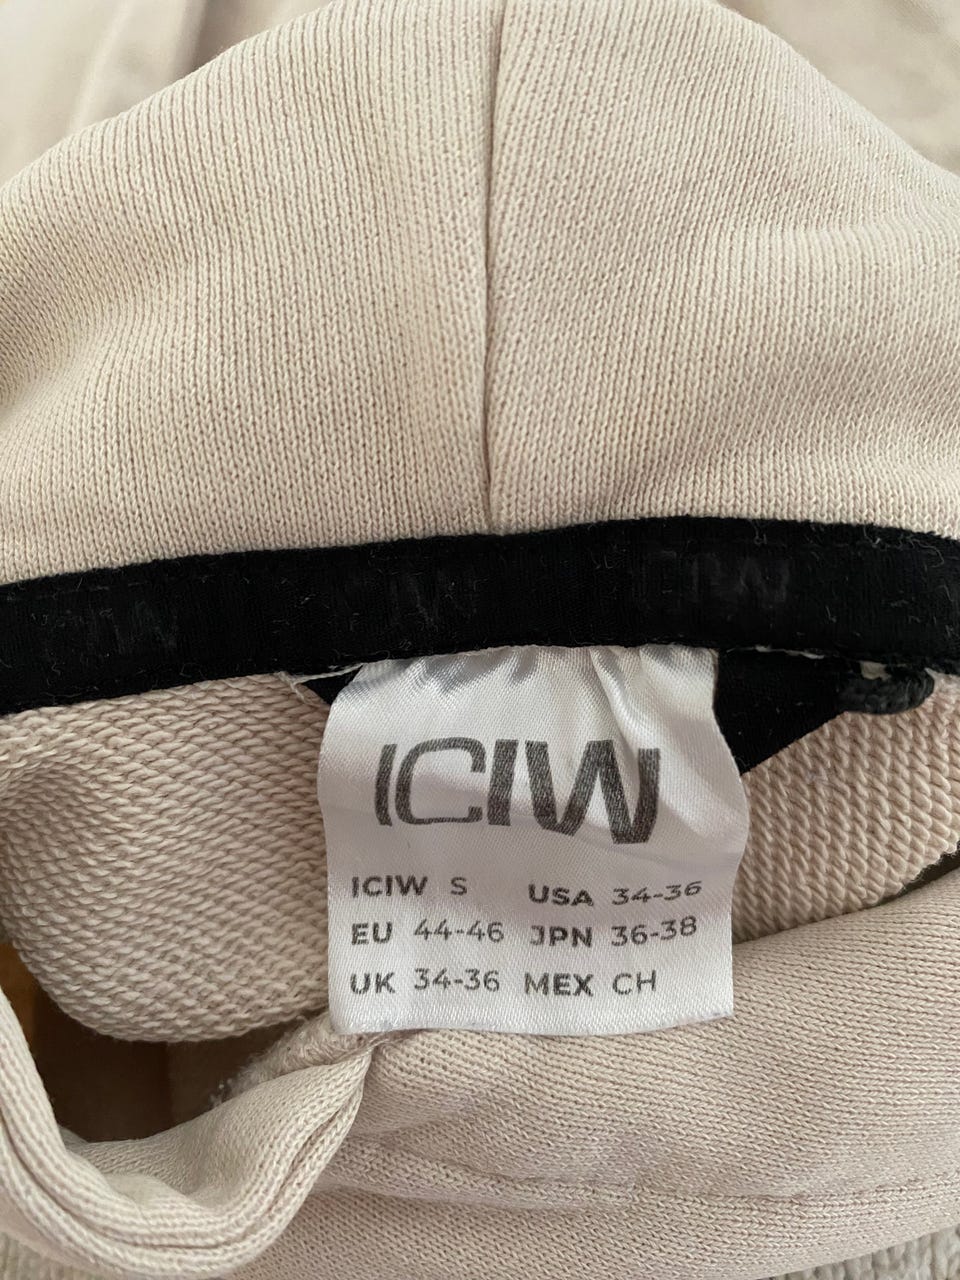 ICIW
ICIW S USA 34-36
EU 44-46 JPN 36-38
UK 34-36 MEX CH